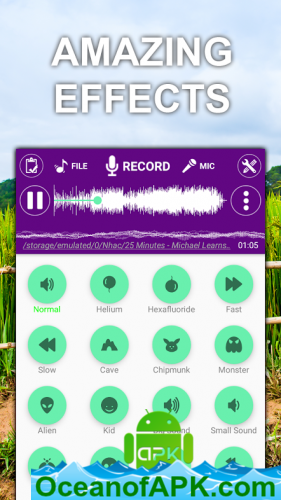 AMAZING
EFFECTS
FILE RECORD MIC
/storage/emulated/0/Nhac/25 Minutes - Michael Learns.. 01:05
Normal Helium Hexafluoride Fast
Slow Cave Chipmunk Monster
Alien Kid Small Sound
apk
OceanofAPK.com